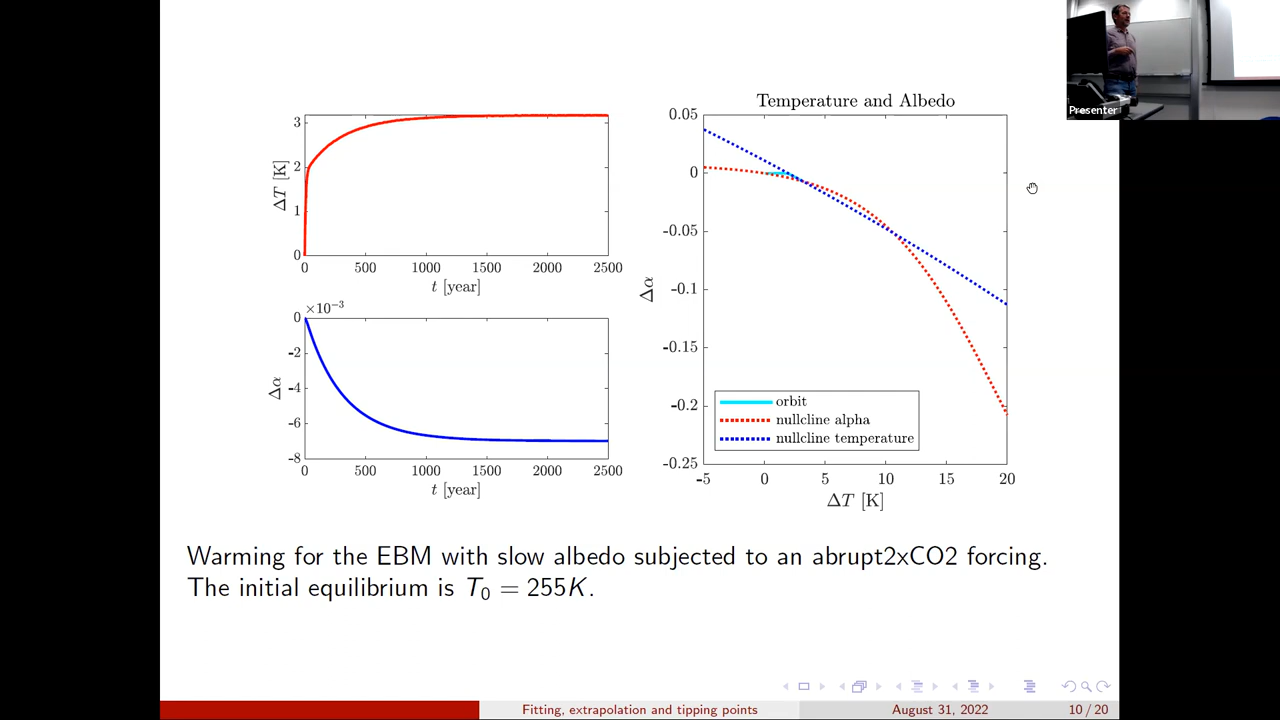 Presenter
3
2
1
0
ΔT [K]
0 500 1000 1500 2000 2500
t [year]
×10⁻³
0
-2
-4
-6
-8
Δα
0 500 1000 1500 2000 2500
t [year]
Temperature and Albedo
0.05
0
-0.05
-0.1
-0.15
-0.2
-0.25
Δα
orbit
nullcline alpha
nullcline temperature
-5 0 5 10 15 20
ΔT [K]
Warming for the EBM with slow albedo subjected to an abrupt2xCO2 forcing.
The initial equilibrium is T₀ = 255K.
Fitting, extrapolation and tipping points August 31, 2022 10 / 20